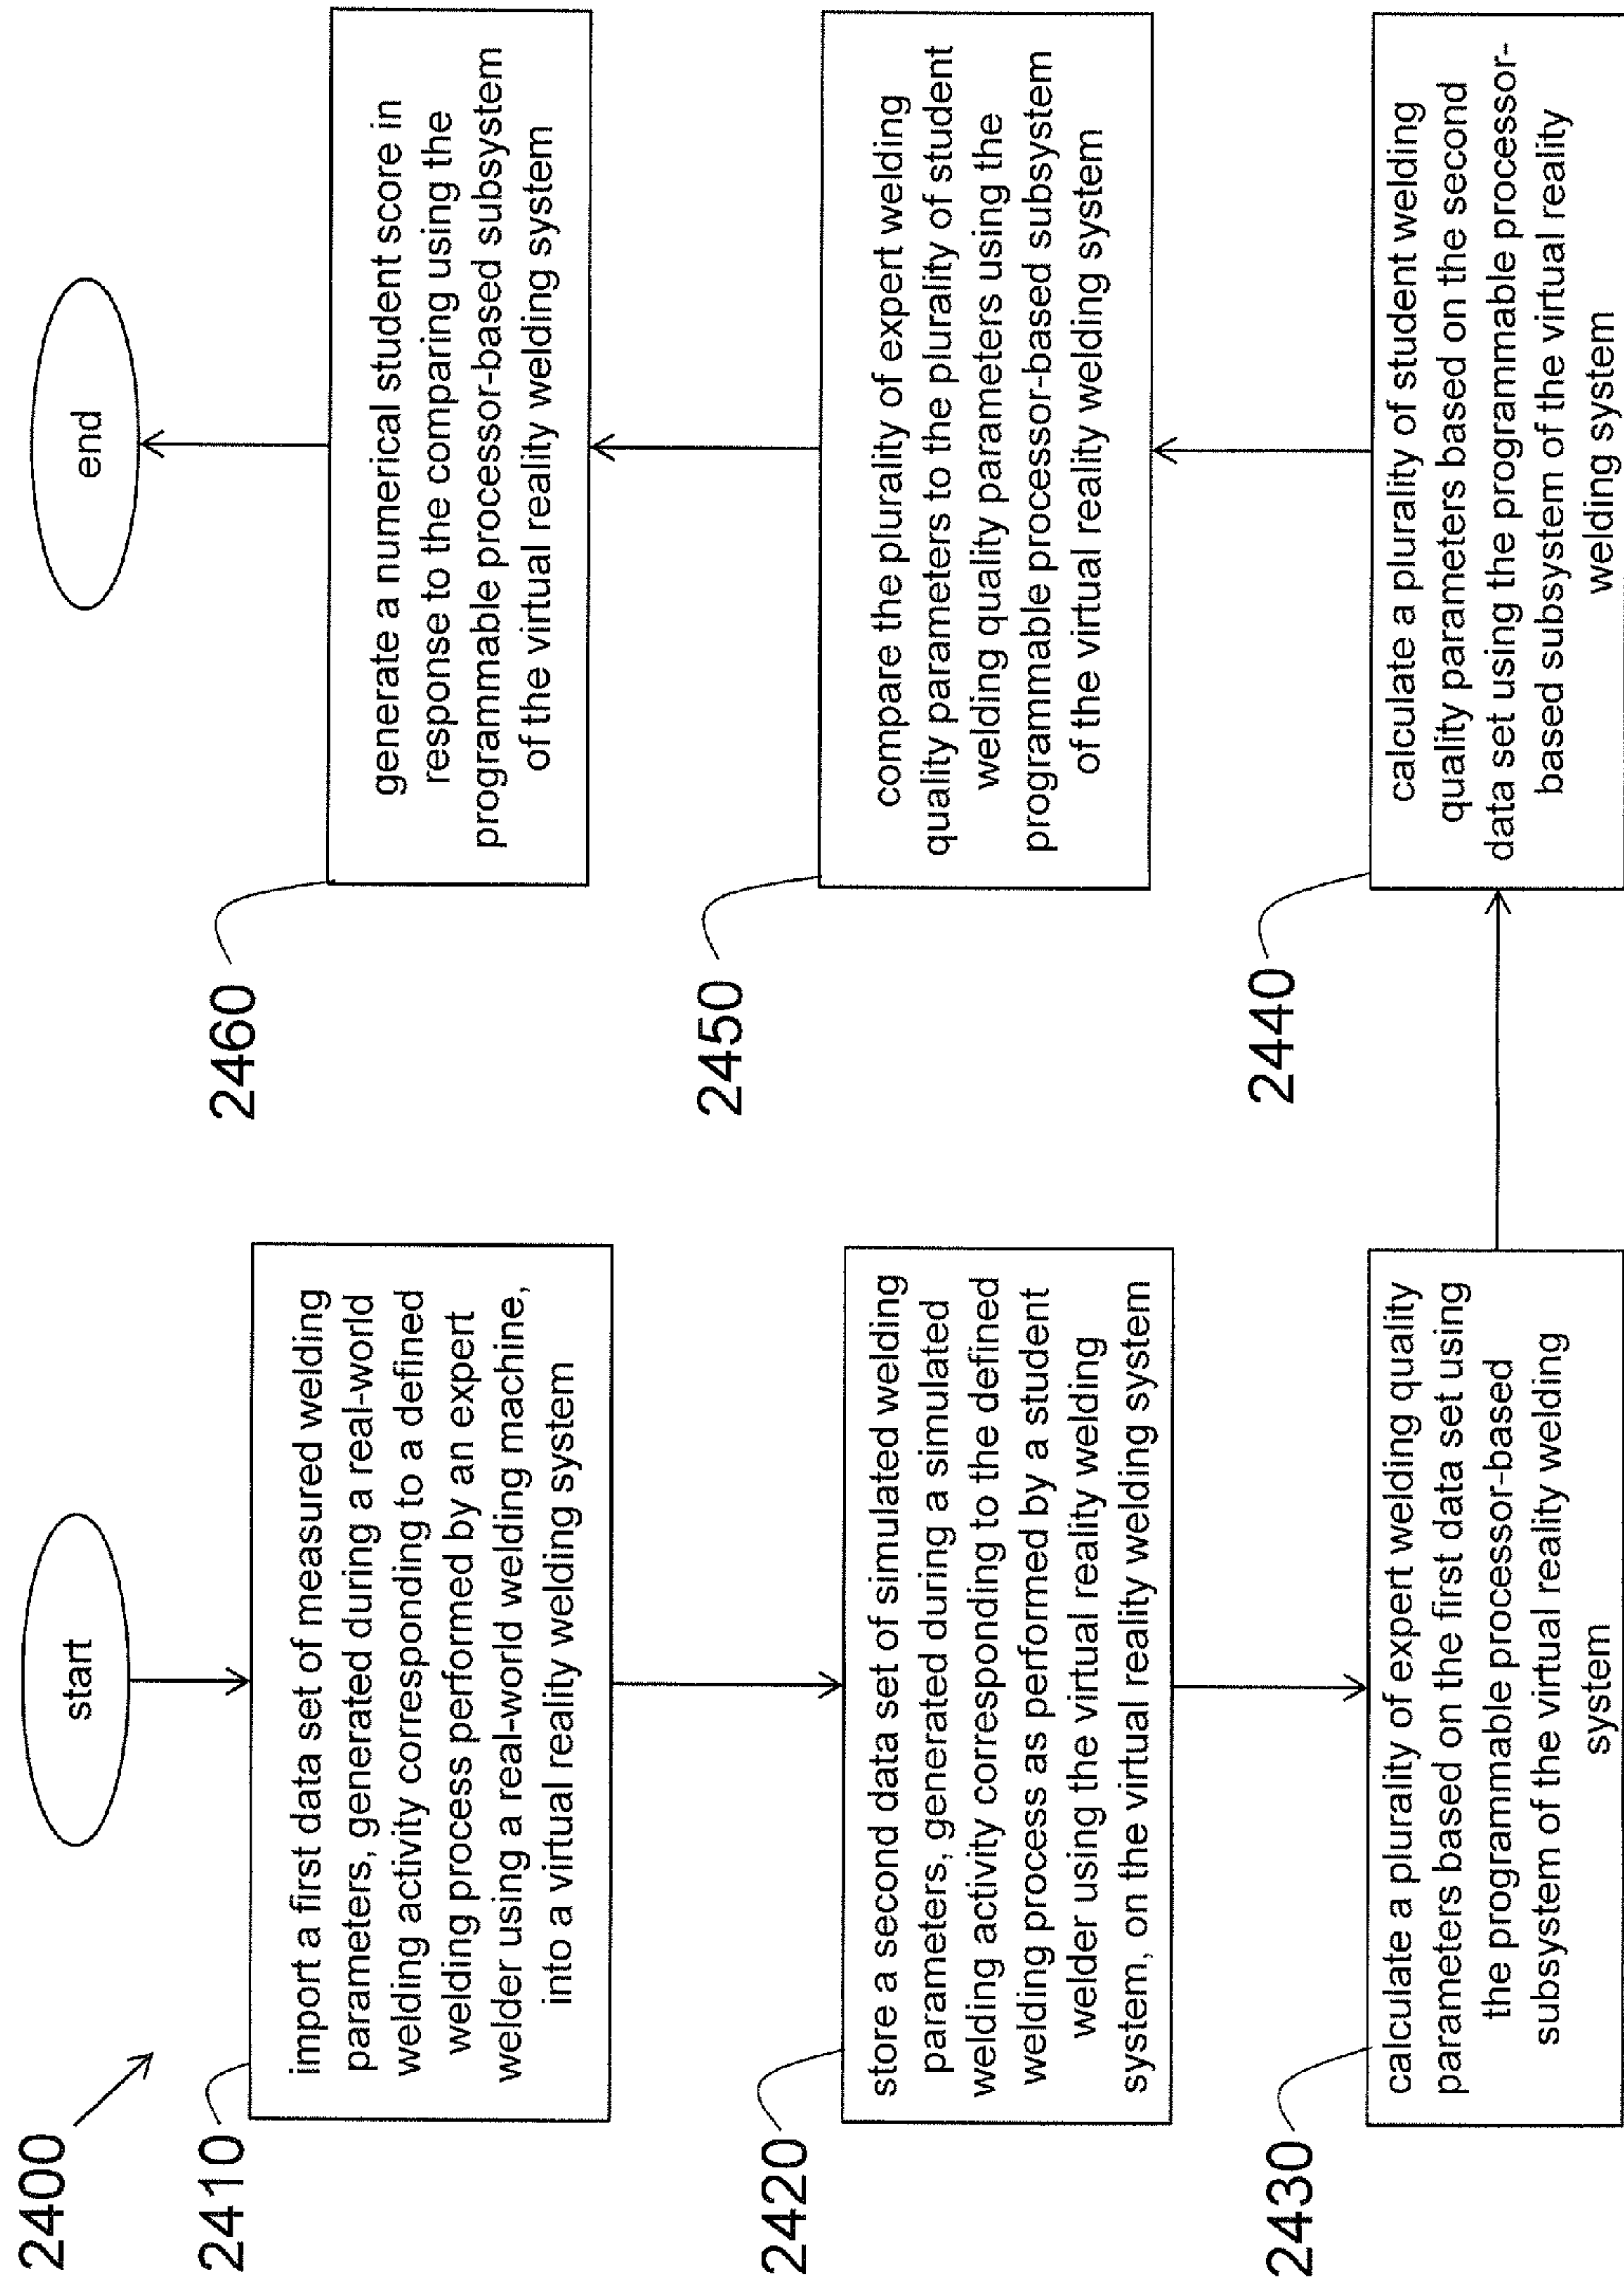 2400
start
2410
import a first data set of measured welding
parameters, generated during a real-world
welding activity corresponding to a defined
welding process performed by an expert
welder using a real-world welding machine,
into a virtual reality welding system
2420
store a second data set of simulated welding
parameters, generated during a simulated
welding activity corresponding to the defined
welding process as performed by a student
welder using the virtual reality welding
system, on the virtual reality welding system
2430
calculate a plurality of expert welding quality
parameters based on the first data set using
the programmable processor-based
subsystem of the virtual reality welding
system
2440
calculate a plurality of student welding
quality parameters based on the second
data set using the programmable processor-
based subsystem of the virtual reality
welding system
2450
compare the plurality of expert welding
quality parameters to the plurality of student
welding quality parameters using the
programmable processor-based subsystem
of the virtual reality welding system
2460
generate a numerical student score in
response to the comparing using the
programmable processor-based subsystem
of the virtual reality welding system
end